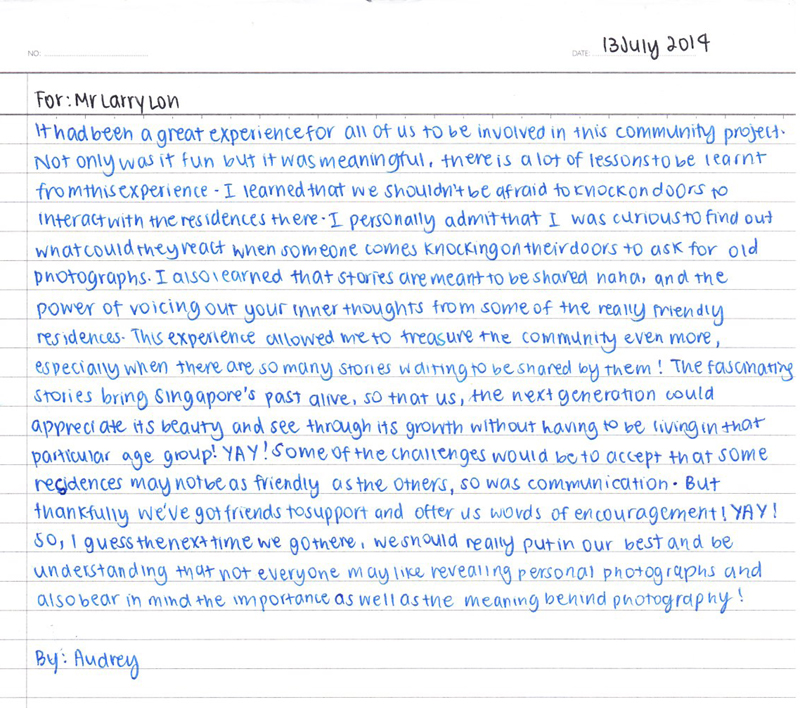 NO:
DATE: 13 July 2014
For: Mr Larry Lon
It had been a great experience for all of us to be involved in this community project.
Not only was it fun but it was meaningful, there is a lot of lessons to be learnt
from this experience. I learned that we shouldn't be afraid to knock on doors to
interact with the residences there. I personally admit that I was curious to find out
what could they react when someone comes knocking on their doors to ask for old
photographs. I also learned that stories are meant to be shared haha, and the
power of voicing out your inner thoughts from some of the really friendly
residences. This experience allowed me to treasure the community even more,
especially when there are so many stories waiting to be shared by them! The fascinating
stories bring Singapore's past alive, so that us, the next generation could
appreciate its beauty and see through its growth without having to be living in that
particular age group! YAY! Some of the challenges would be to accept that some
residences may not be as friendly as the others, so was communication. But
thankfully we've got friends to support and offer us words of encouragement! YAY!
So, I guess the next time we go there, we should really put in our best and be
understanding that not everyone may like revealing personal photographs and
also bear in mind the importance as well as the meaning behind photography!
By: Audrey